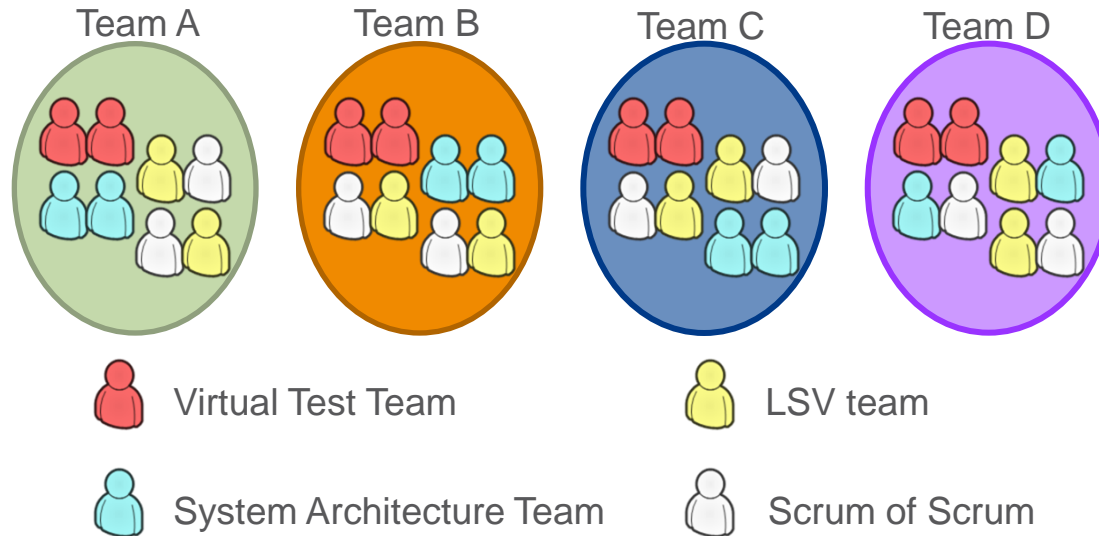 Team A
Team B
Team C
Team D
Virtual Test Team
LSV team
System Architecture Team
Scrum of Scrum